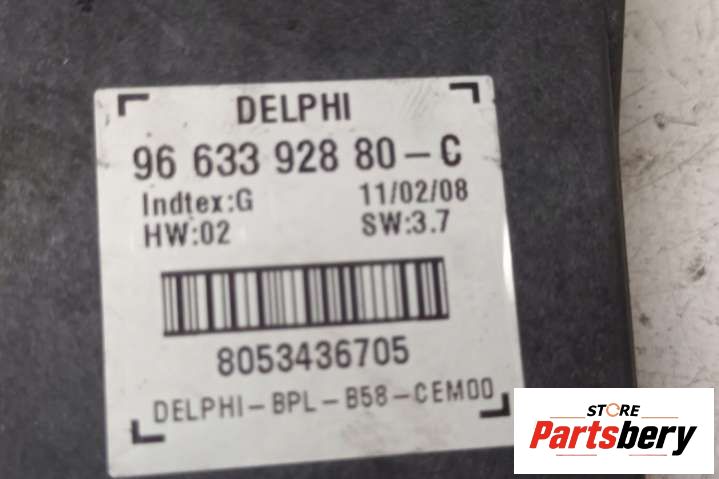 DELPHI
96 633 928 80-C
Indtex:G 11/02/08
HW:02 SW:3.7
8053436705
DELPHI-BPL-B58-CEM00
STORE
Partsbery